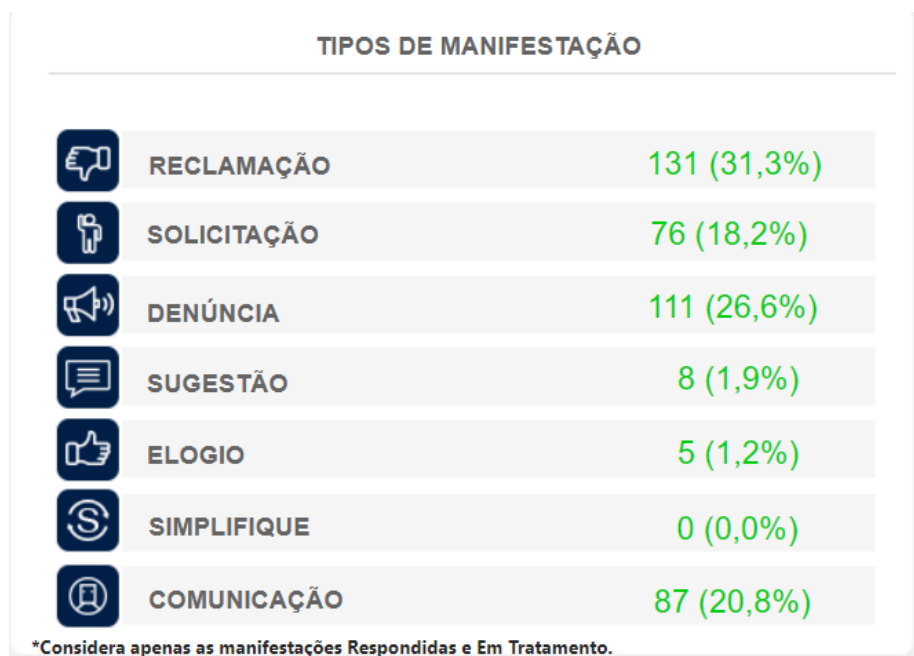 TIPOS DE MANIFESTAÇÃO
RECLAMAÇÃO 131 (31,3%)
SOLICITAÇÃO 76 (18,2%)
DENÚNCIA 111 (26,6%)
SUGESTÃO 8 (1,9%)
ELOGIO 5 (1,2%)
SIMPLIFIQUE 0 (0,0%)
COMUNICAÇÃO 87 (20,8%)
*Considera apenas as manifestações Respondidas e Em Tratamento.